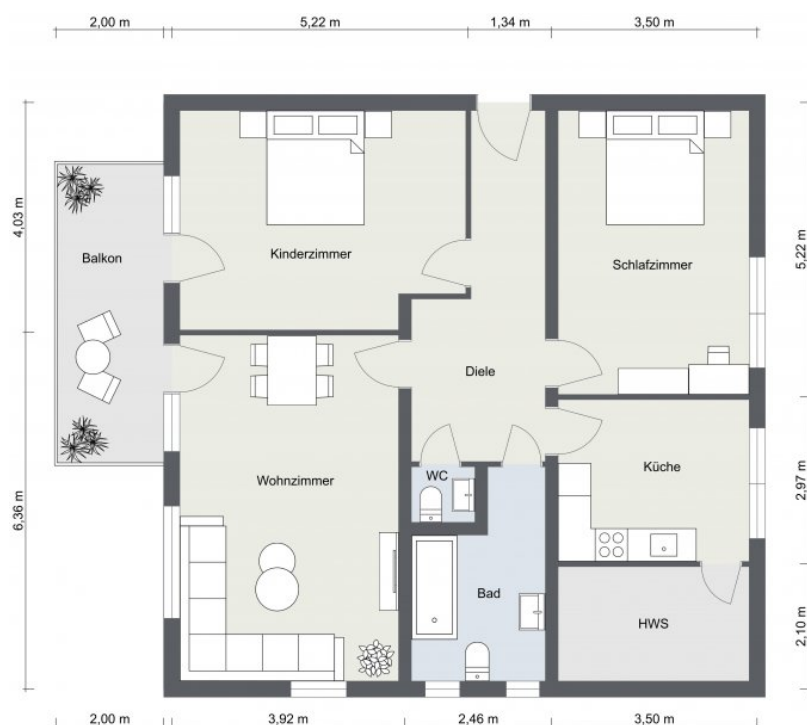 2,00 m 5,22 m 1,34 m 3,50 m
4,03 m
5,22 m
Balkon
Kinderzimmer
Schlafzimmer
Diele
6,36 m
Wohnzimmer
WC
Küche
2,97 m
Bad
HWS
2,10 m
2,00 m 3,92 m 2,46 m 3,50 m